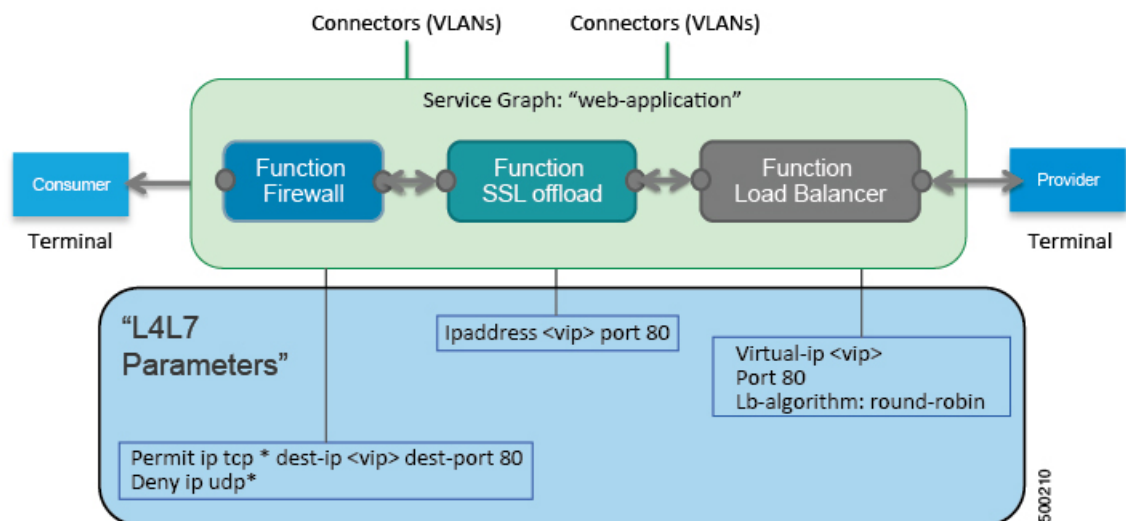 Connectors (VLANs)
Connectors (VLANs)
Service Graph: “web-application”
Consumer
Terminal
Function
Firewall
Function
SSL offload
Function
Load Balancer
Provider
Terminal
“L4L7
Parameters”
Ipaddress <vip> port 80
Virtual-ip <vip>
Port 80
Lb-algorithm: round-robin
Permit ip tcp * dest-ip <vip> dest-port 80
Deny ip udp*
500210